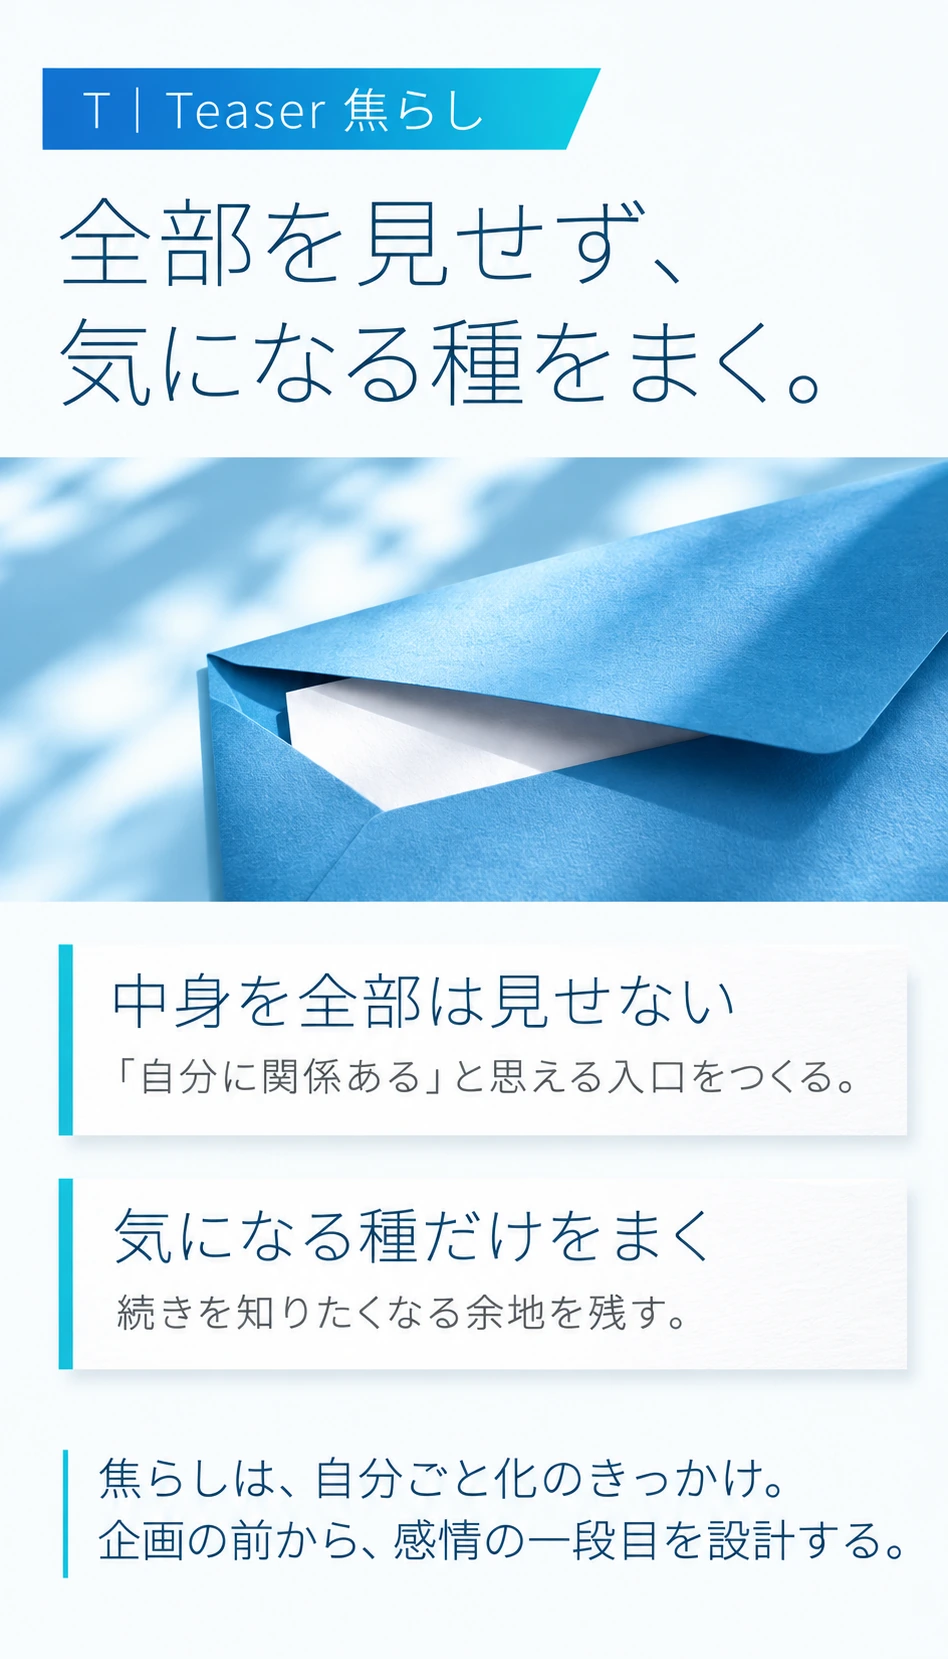 T｜Teaser 焦らし
全部を見せず、
気になる種をまく。
中身を全部は見せない
「自分に関係ある」と思える入口をつくる。
気になる種だけをまく
続きを知りたくなる余地を残す。
焦らしは、自分ごと化のきっかけ。
企画の前から、感情の一段目を設計する。